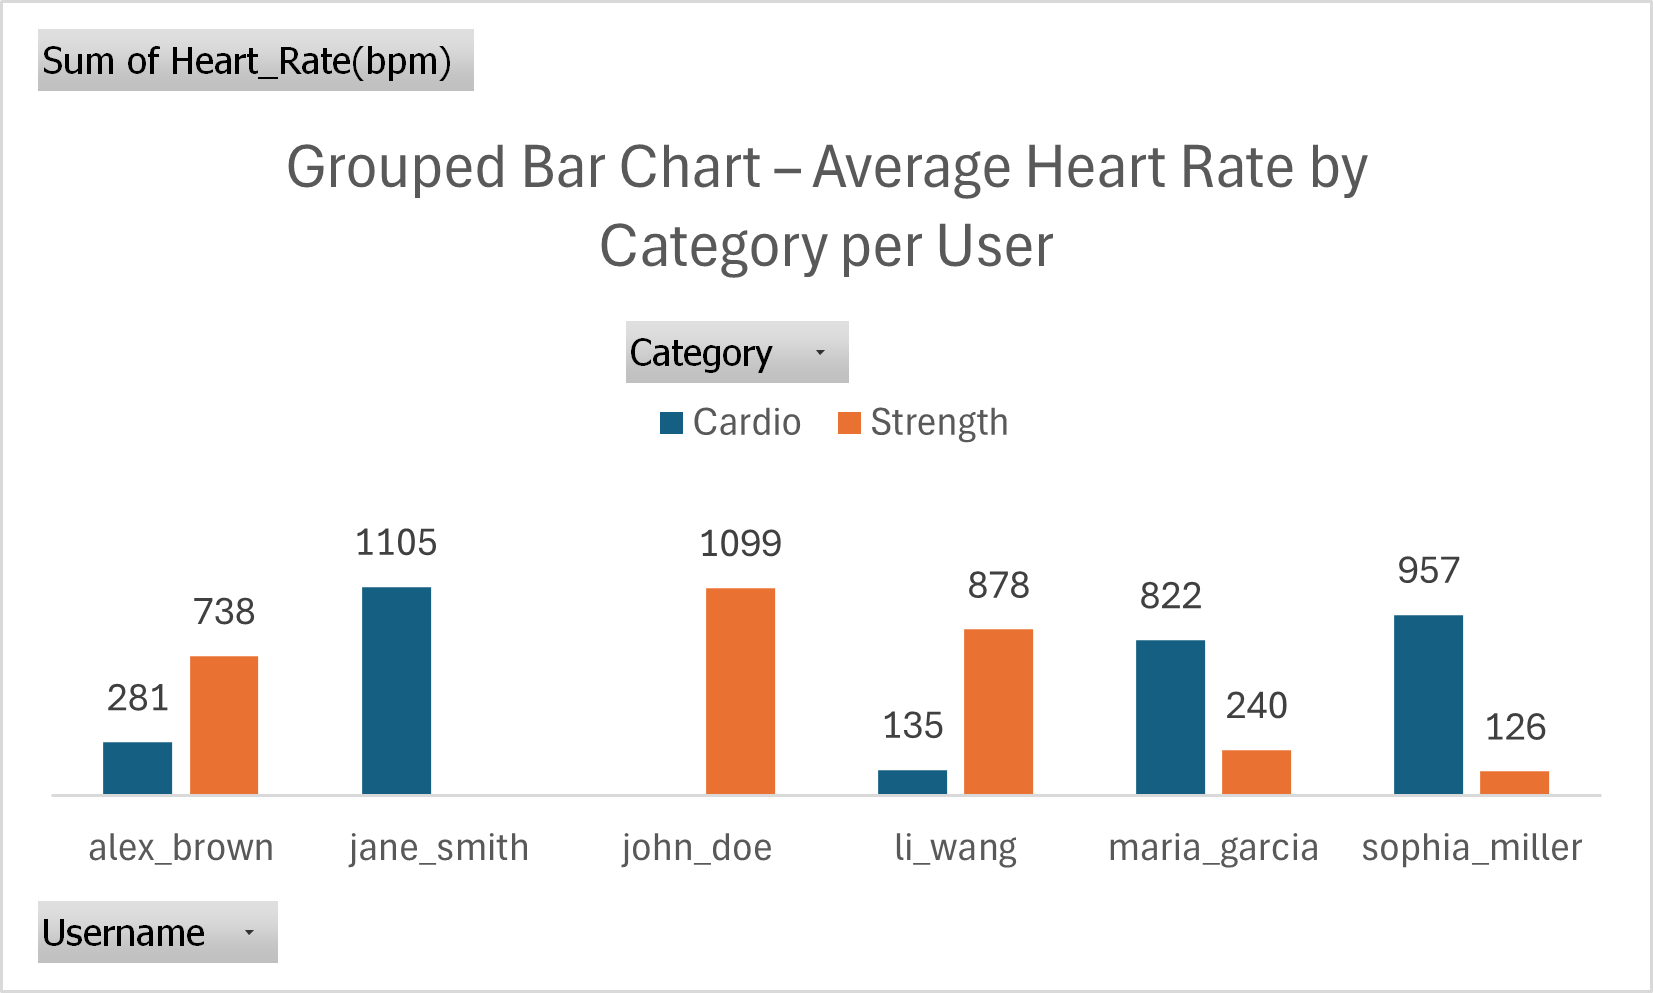 Sum of Heart_Rate(bpm)
Grouped Bar Chart – Average Heart Rate by
Category per User
Category
Cardio Strength
1105 1099
957
878
822
738
281
240
135 126
alex_brown jane_smith john_doe li_wang maria_garcia sophia_miller
Username